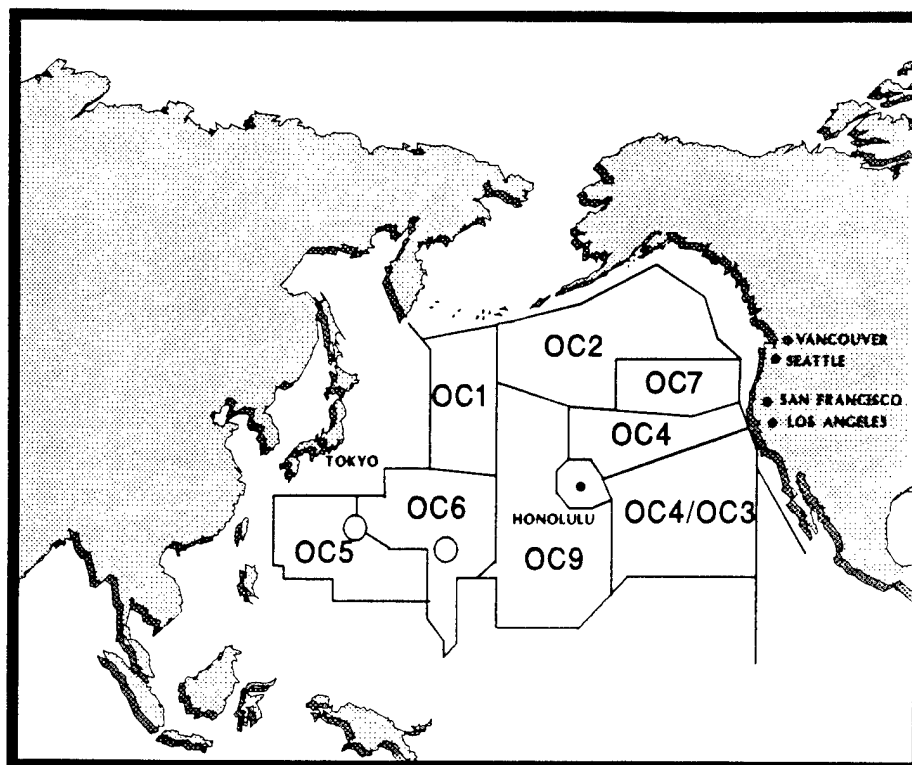 OC2
VANCOUVER
SEATTLE
OC7
OC1
SAN FRANCISCO
LOS ANGELES
OC4
TOKYO
OC6
HONOLULU
OC4/OC3
OC5
OC9